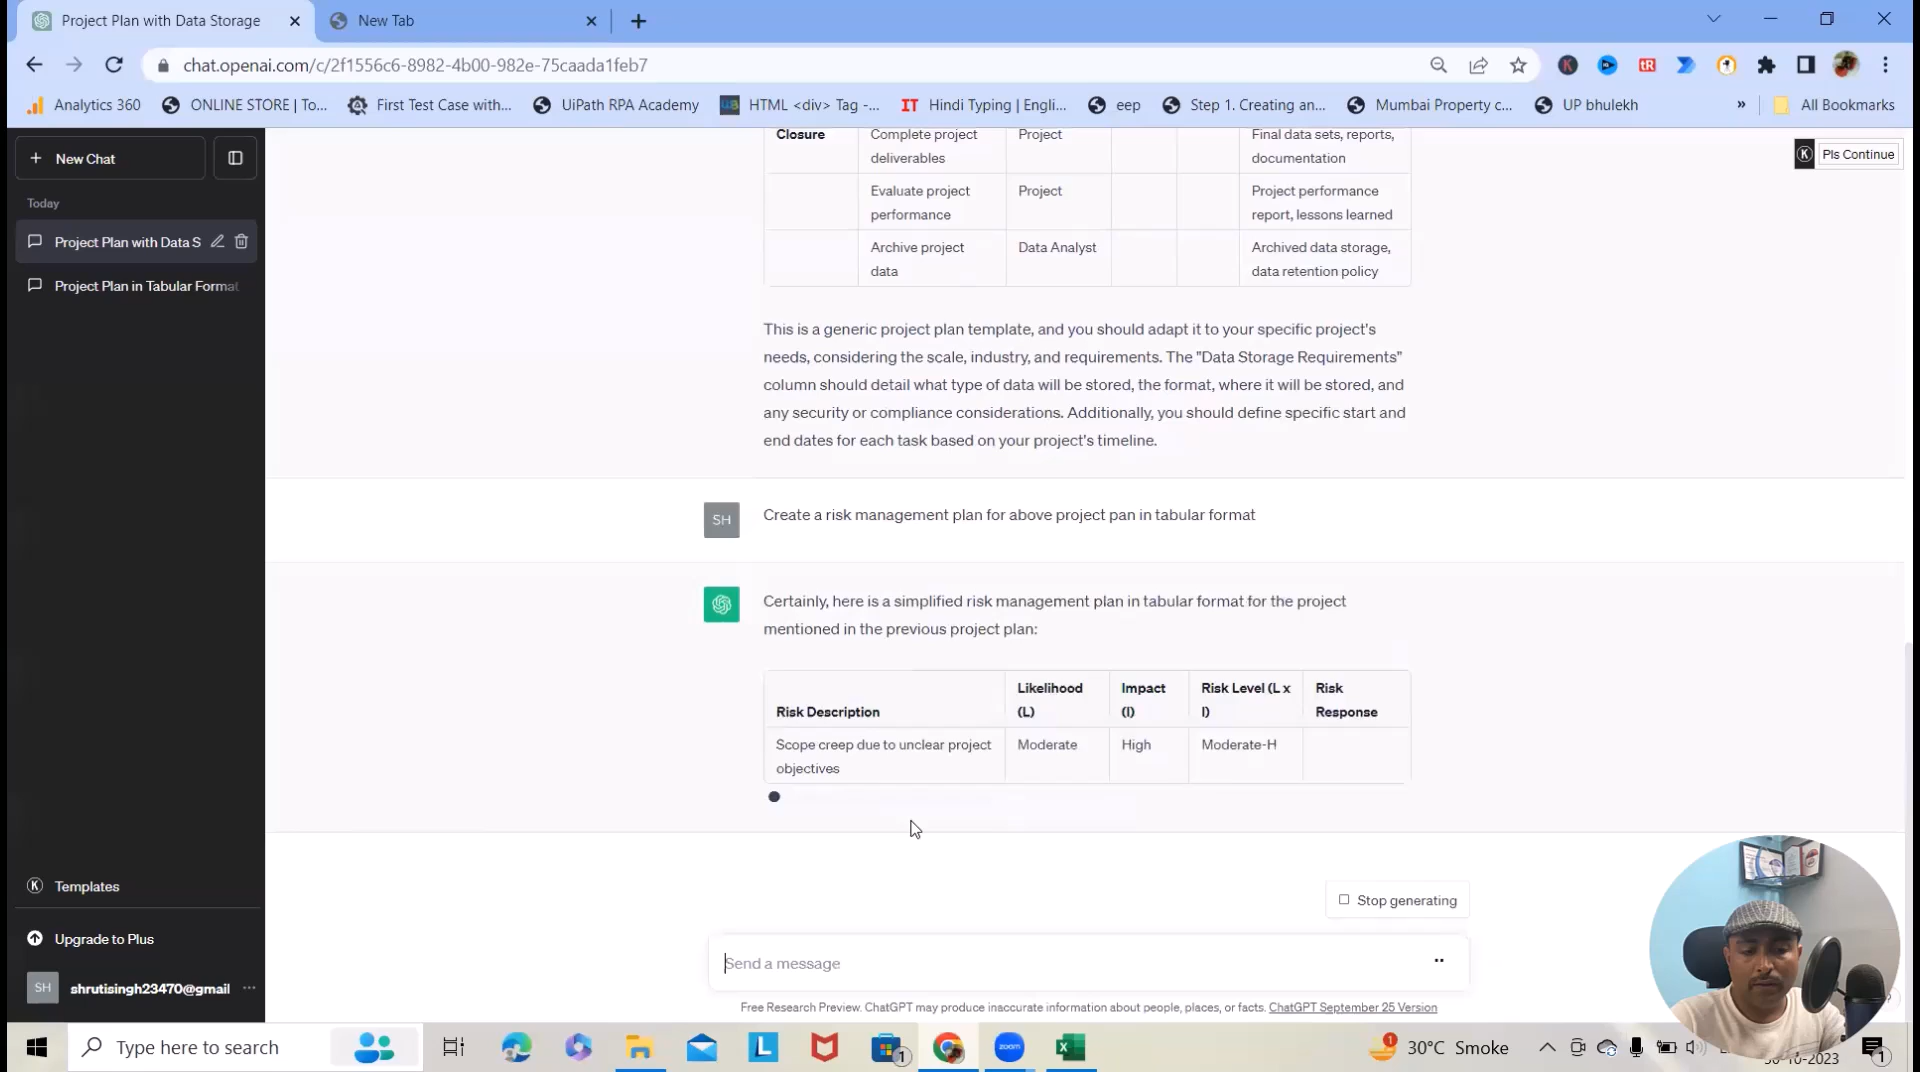 Project Plan with Data Storage
New Tab
chat.openai.com/c/2f1556c6-8982-4b00-982e-75caada1feb7
Analytics 360
ONLINE STORE | To...
First Test Case with...
UiPath RPA Academy
HTML <div> Tag -...
IT Hindi Typing | Engli...
eep
Step 1. Creating an...
Mumbai Property c...
UP bhulekh
»
All Bookmarks
+ New Chat
Today
Project Plan with Data S
Project Plan in Tabular Format
K Templates
Upgrade to Plus
SH shrutisingh23470@gmail ...
K Pls Continue
Closure
Complete project
deliverables
Project
Final data sets, reports,
documentation
Evaluate project
performance
Project
Project performance
report, lessons learned
Archive project
data
Data Analyst
Archived data storage,
data retention policy
This is a generic project plan template, and you should adapt it to your specific project's
needs, considering the scale, industry, and requirements. The "Data Storage Requirements"
column should detail what type of data will be stored, the format, where it will be stored, and
any security or compliance considerations. Additionally, you should define specific start and
end dates for each task based on your project's timeline.
SH
Create a risk management plan for above project pan in tabular format
Certainly, here is a simplified risk management plan in tabular format for the project
mentioned in the previous project plan:
Risk Description
Likelihood
(L)
Impact
(I)
Risk Level (L x
I)
Risk
Response
Scope creep due to unclear project
objectives
Moderate
High
Moderate-H
Stop generating
Send a message
Free Research Preview. ChatGPT may produce inaccurate information about people, places, or facts. ChatGPT September 25 Version
Type here to search
L
zoom
1
1
30°C Smoke
30-10-2023
1